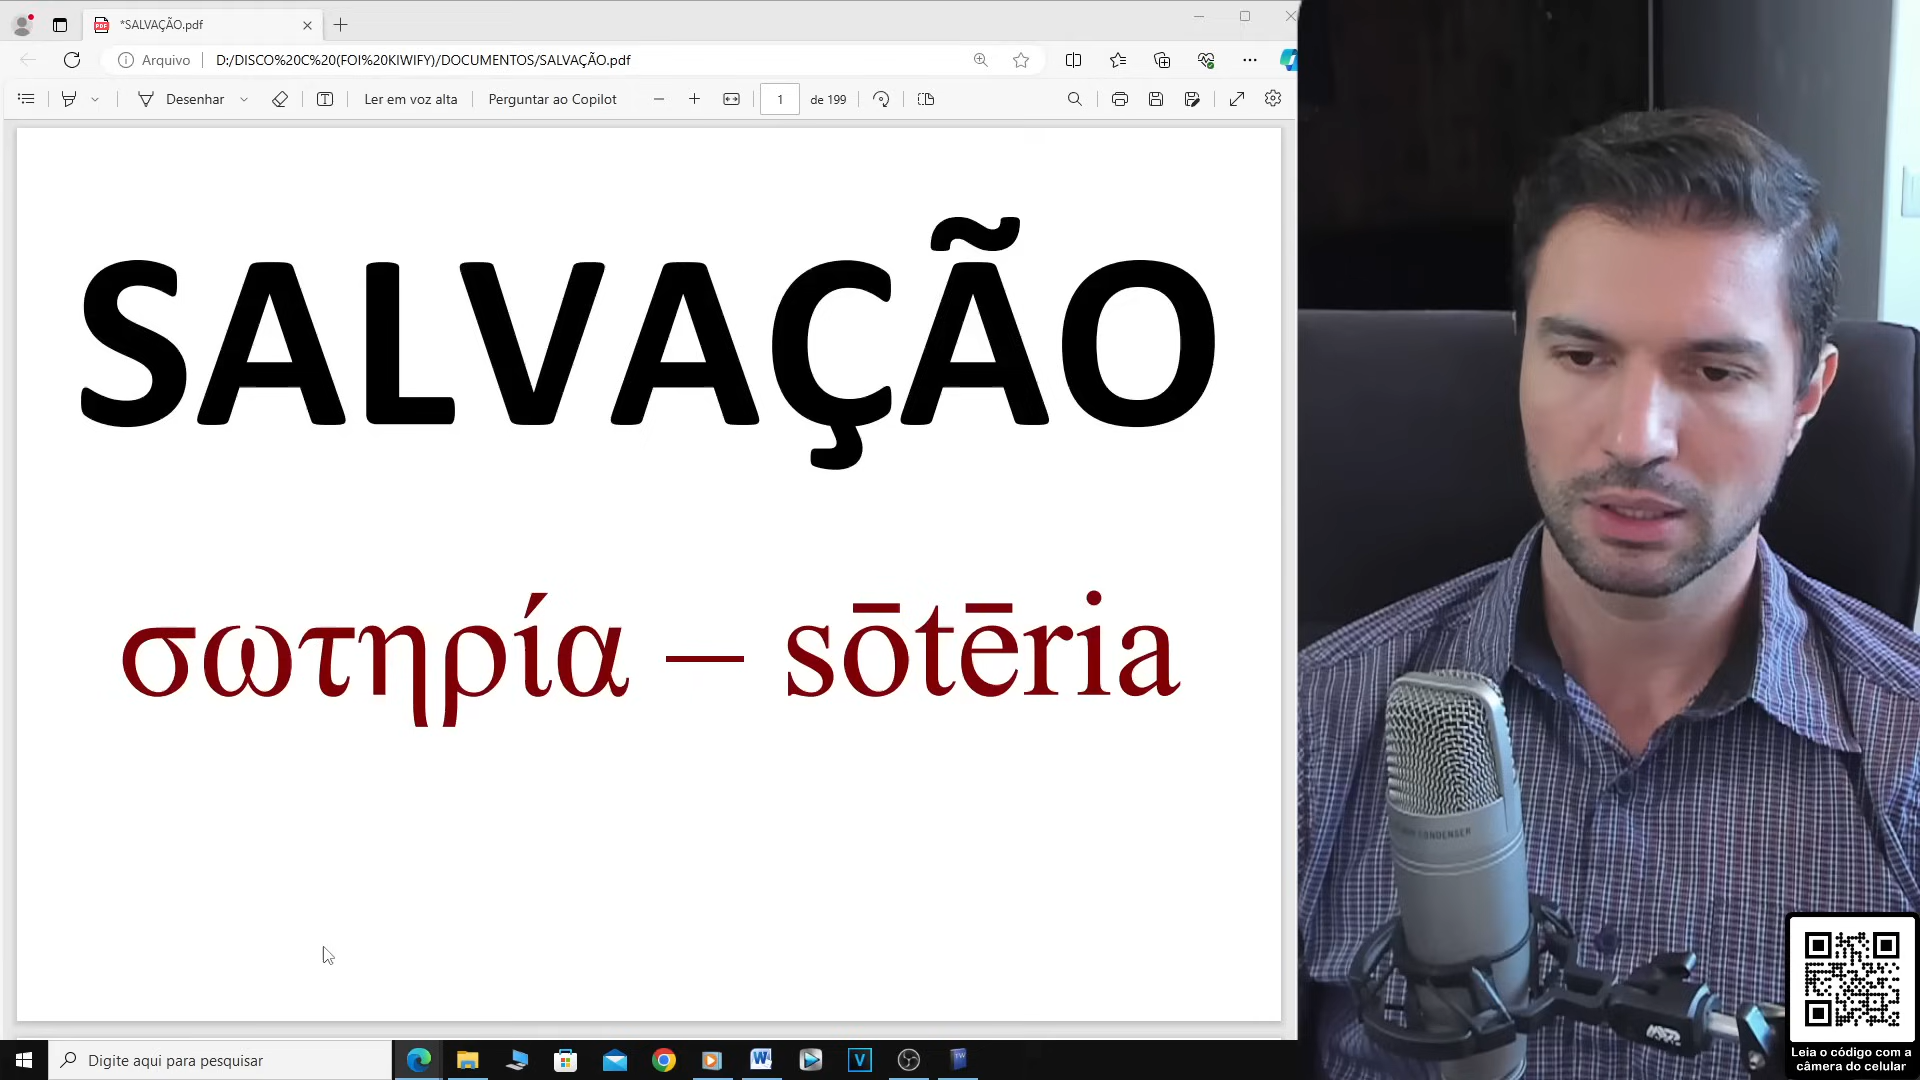 *SALVAÇÃO.pdf
Arquivo
D:/DISCO%20C%20(FOI%20KIWIFY)/DOCUMENTOS/SALVAÇÃO.pdf
Desenhar
Ler em voz alta
Perguntar ao Copilot
1
de 199
SALVAÇÃO
σωτηρία – sōtēria
CONDENSER
Leia o código com a
câmera do celular
Digite aqui para pesquisar